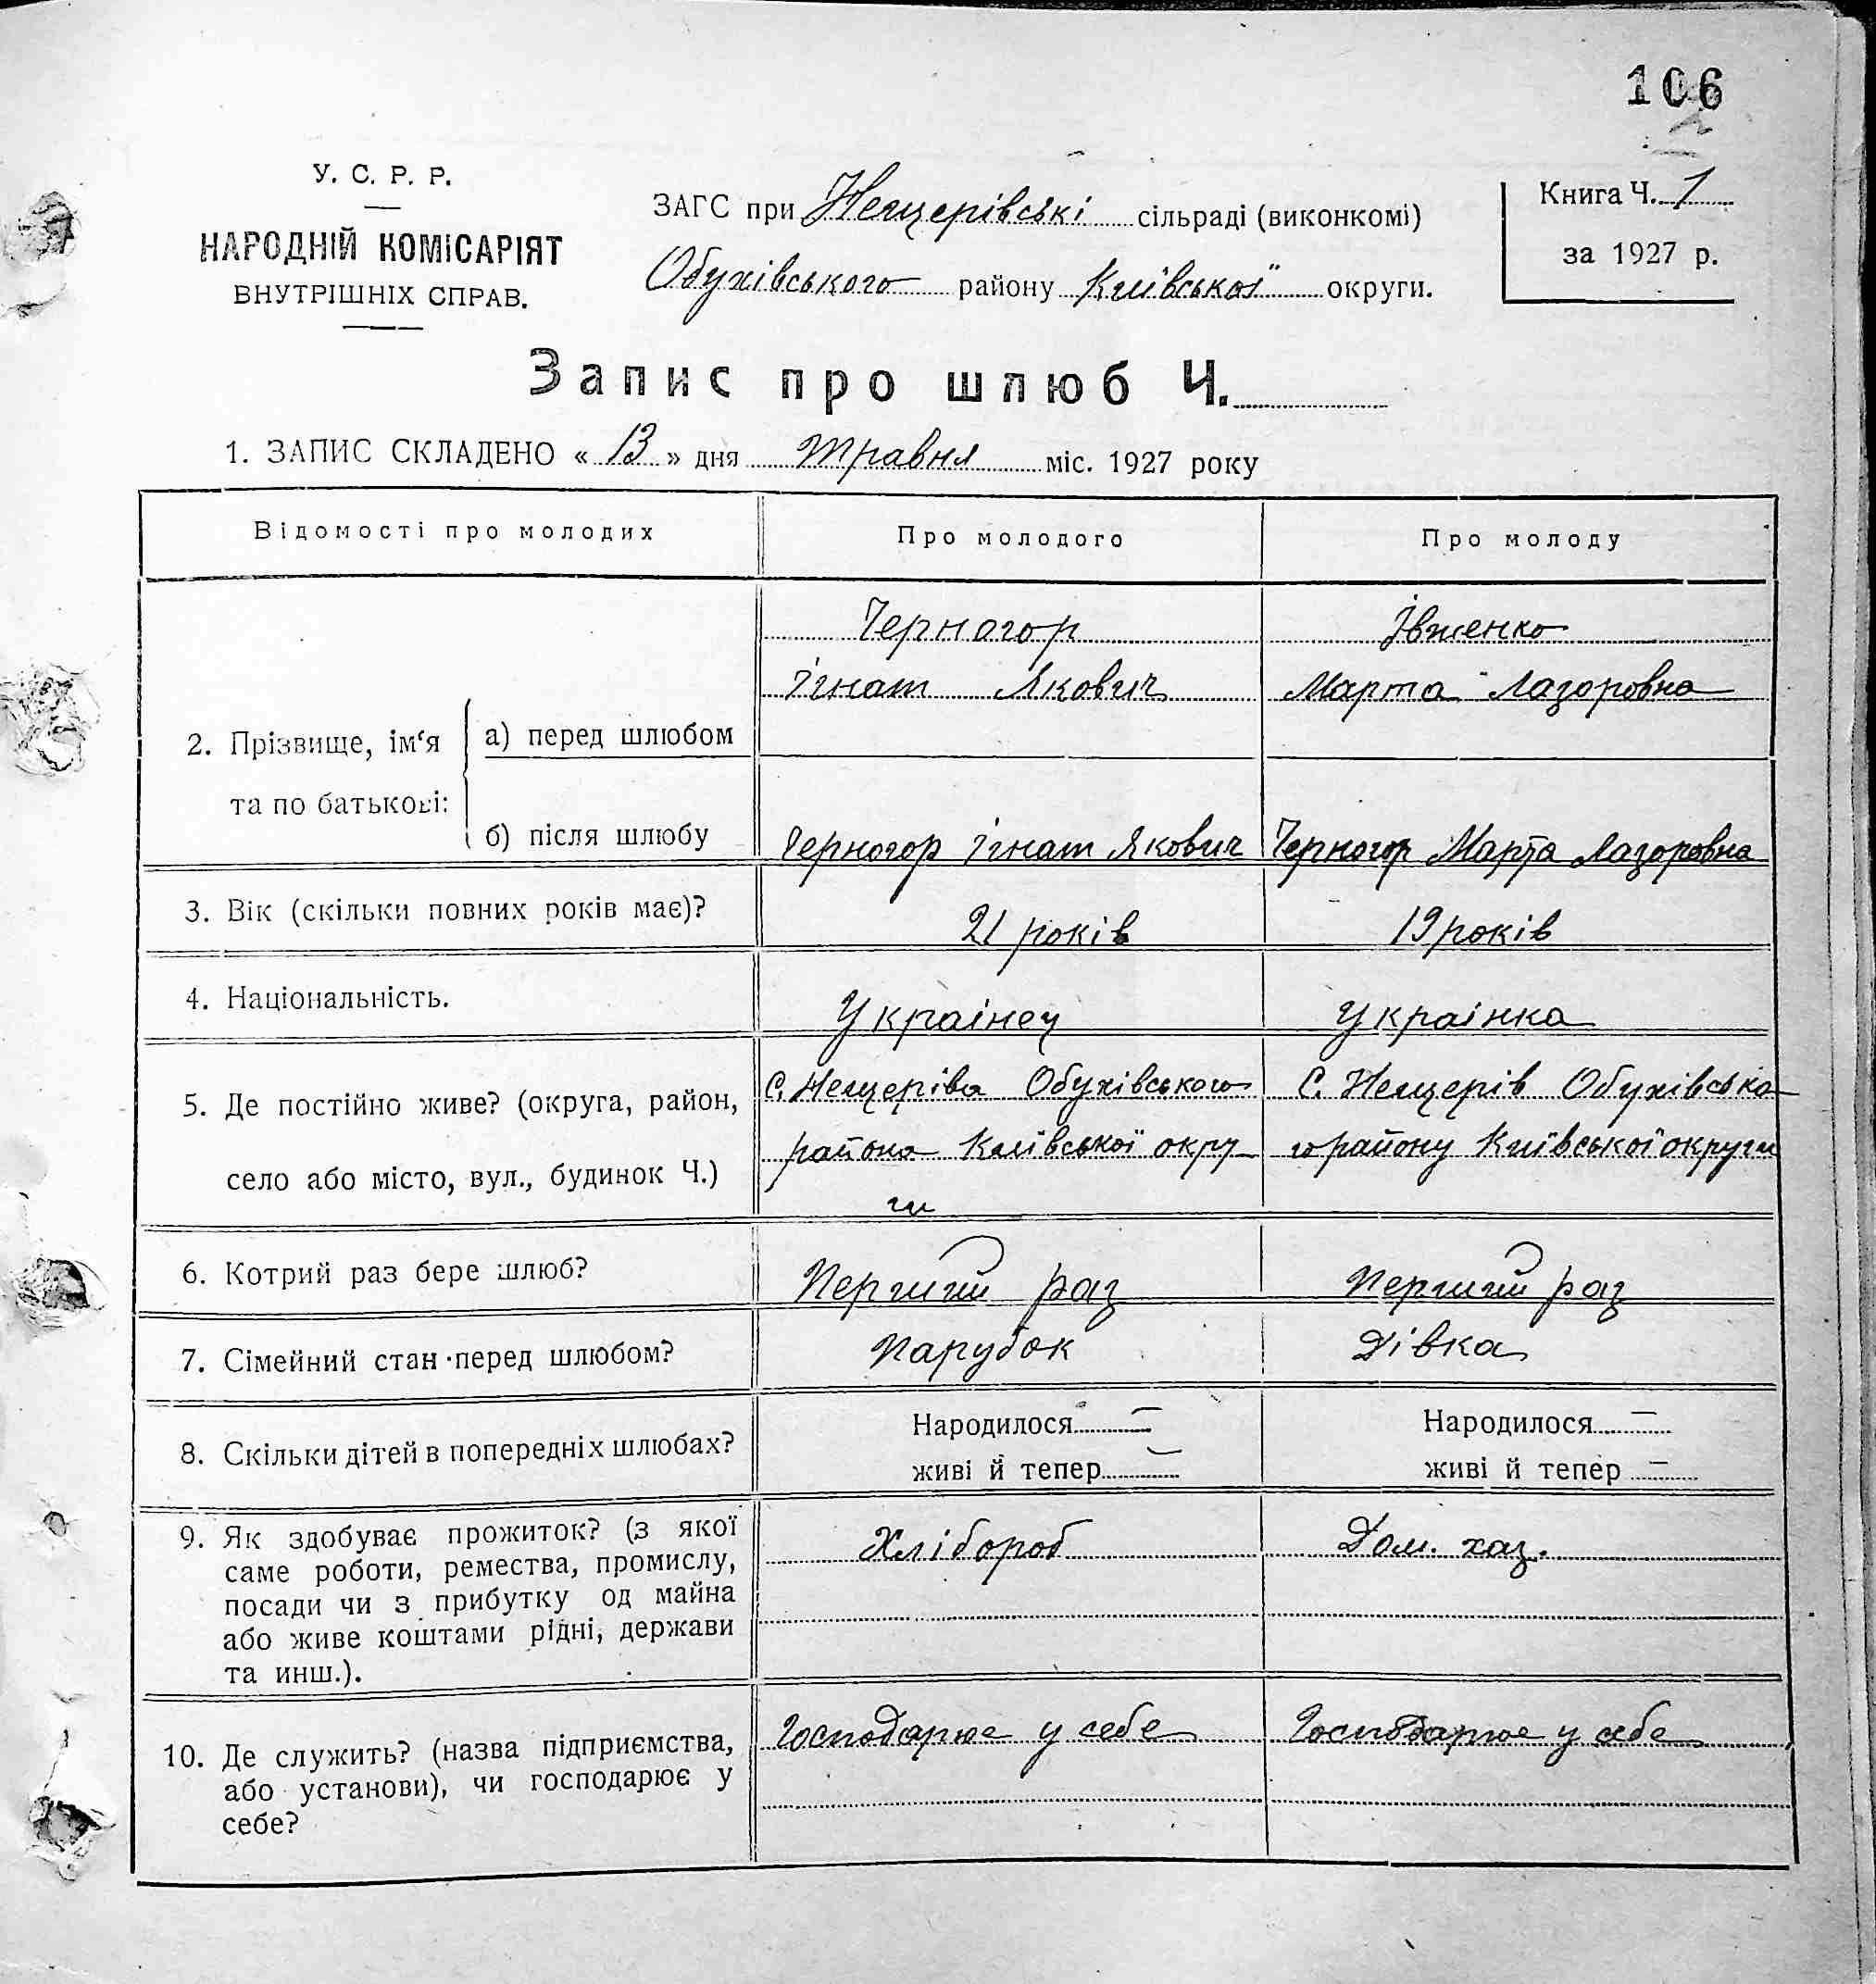 106
У. С. Р. Р.
НАРОДНІЙ КОМІСАРІЯТ
ВНУТРІШНІХ СПРАВ.
ЗАГС при Нещерівські сільраді (виконкомі)
Обухівського району Київської округи.
Книга Ч. 1
за 1927 р.
Запис про шлюб Ч.
1. ЗАПИС СКЛАДЕНО « 13 » дня травня міс. 1927 року
Відомості про молодих
Про молодого
Про молоду
2. Прізвище, ім‘я
та по батькові:
а) перед шлюбом
Черногор
Ігнат Якович
Івженко
Марта Лазоровна
б) після шлюбу
Черногор Ігнат Якович
Черногор Марта Лазоровна
3. Вік (скільки повних років має)?
21 років
19 років
4. Національність.
Украінец
Украінка
5. Де постійно живе? (округа, район,
село або місто, вул., будинок Ч.)
С. Нещеріва Обухівського
района Київської окру
ги
С. Нещерів Обухівсько
го району Київської округи
6. Котрий раз бере шлюб?
Перший раз
Перший раз
7. Сімейний стан перед шлюбом?
Парубок
Дівка
8. Скільки дітей в попередніх шлюбах?
Народилося —
живі й тепер —
Народилося —
живі й тепер —
9. Як здобуває прожиток? (з якої
саме роботи, ремества, промислу,
посади чи з прибутку од майна
або живе коштами рідні, держави
та инш.).
Хлібороб
Дом. хаз.
10. Де служить? (назва підприємства,
або установи), чи господарює у
себе?
Господарює у себе
Господарює у себе